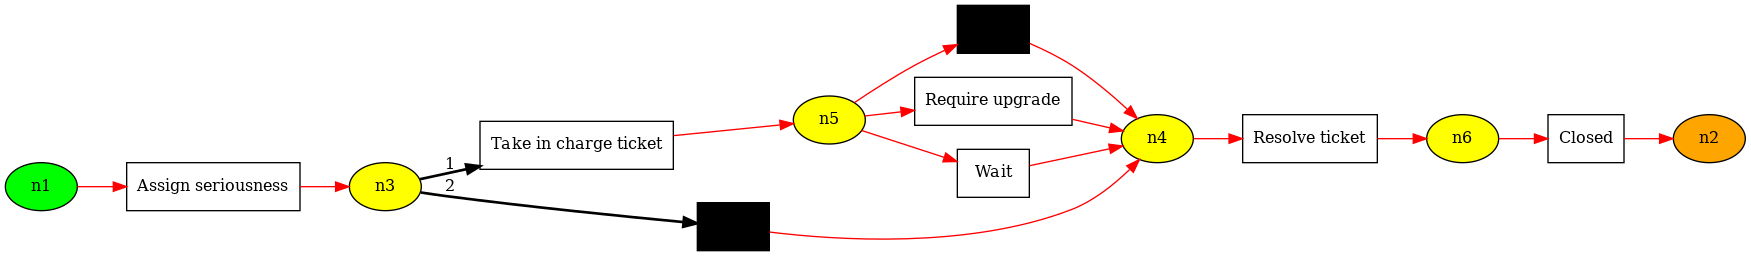 n1
Assign seriousness
n3
1
2
Take in charge ticket
n5
Require upgrade
Wait
n4
Resolve ticket
n6
Closed
n2